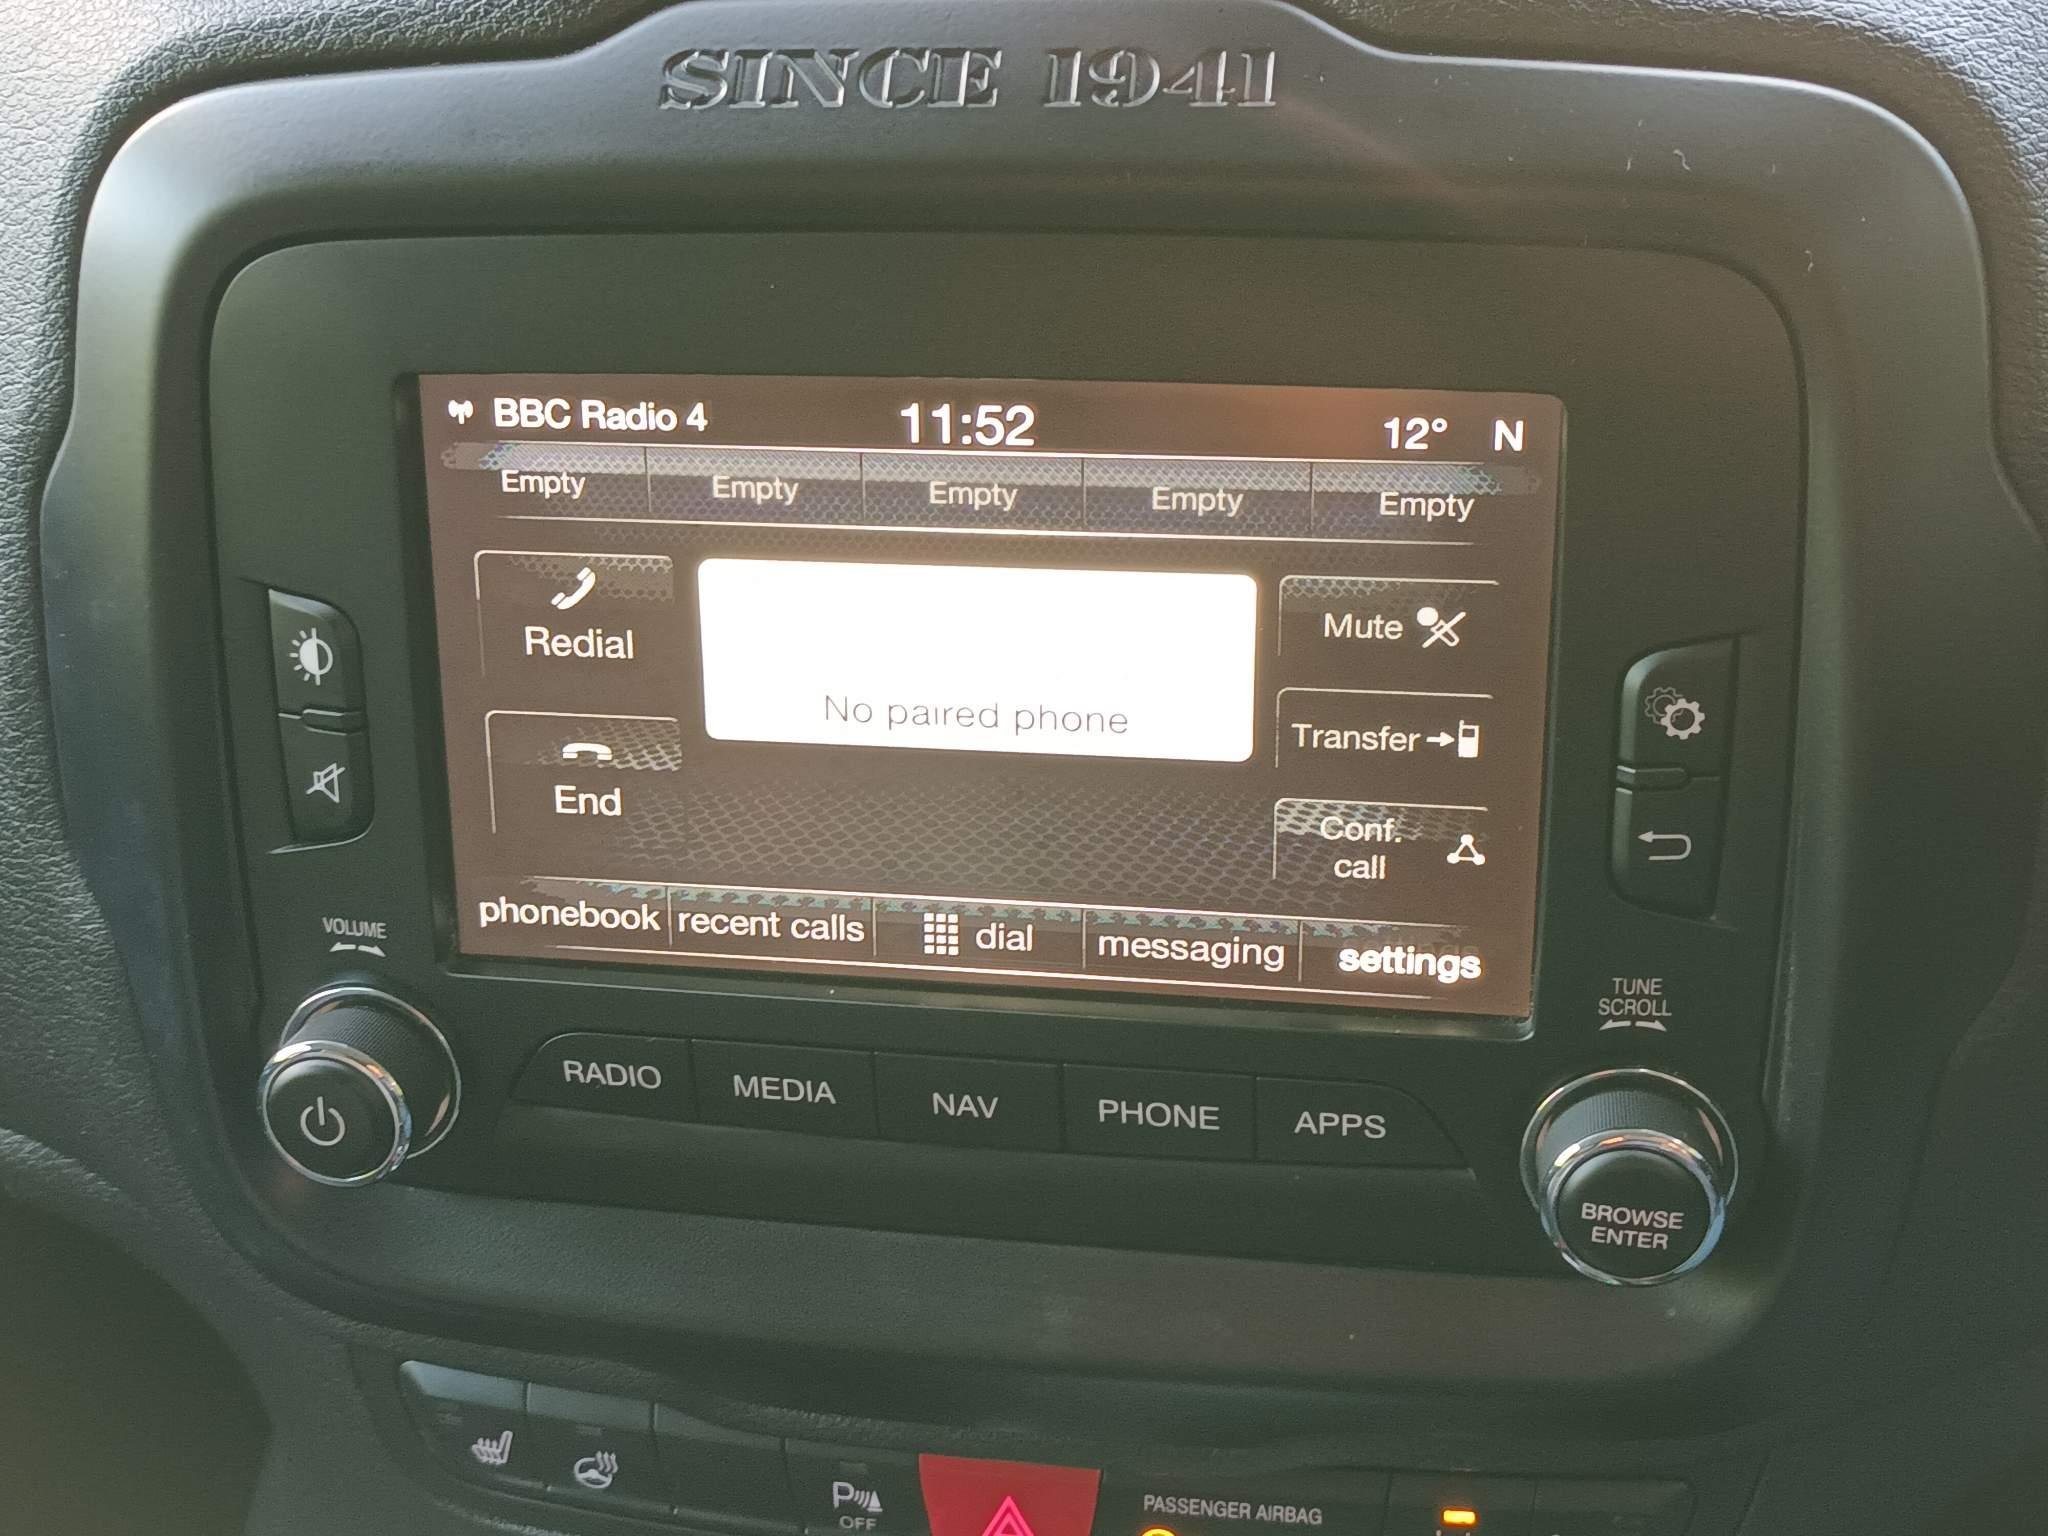 SINCE 1941
BBC Radio 4 11:52 12° N
Empty Empty Empty Empty Empty
Redial
Mute
No paired phone
Transfer
End
Conf.
call
phonebook recent calls dial messaging settings
VOLUME
TUNE
SCROLL
RADIO MEDIA NAV PHONE APPS
BROWSE
ENTER
P
OFF
PASSENGER AIRBAG